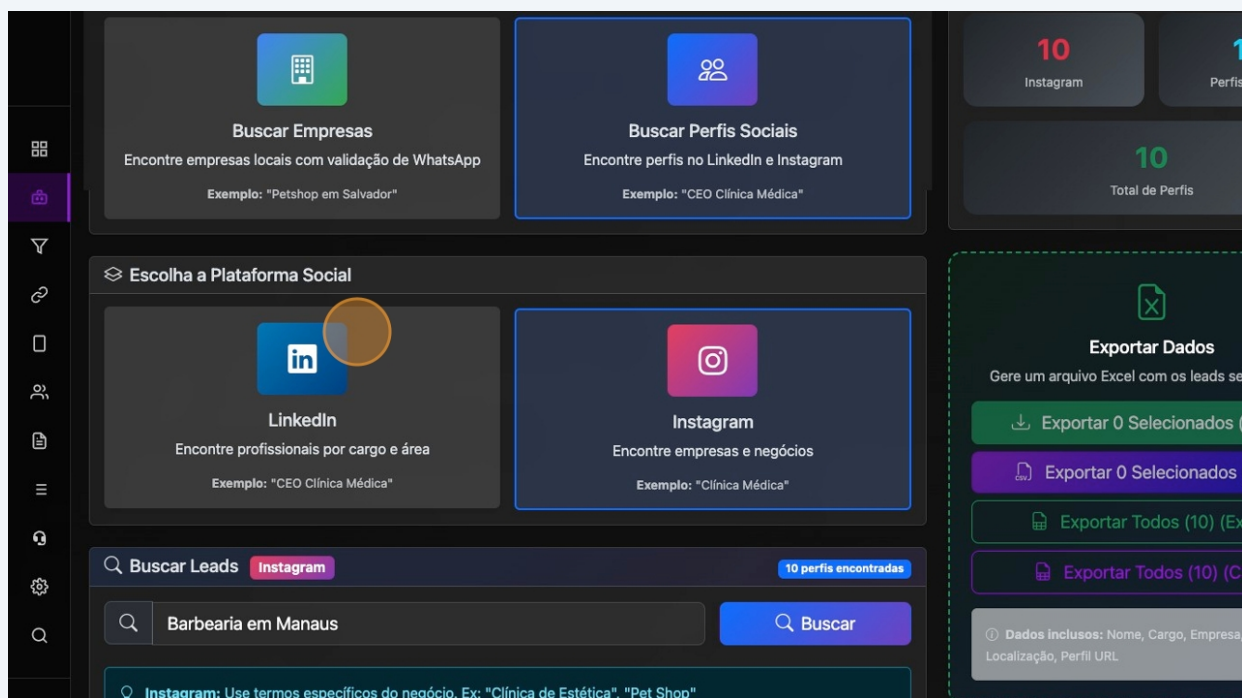 Buscar Empresas
Encontre empresas locais com validação de WhatsApp
Exemplo: "Petshop em Salvador"
Buscar Perfis Sociais
Encontre perfis no LinkedIn e Instagram
Exemplo: "CEO Clínica Médica"
10
Instagram
1
Perfis
10
Total de Perfis
Escolha a Plataforma Social
in
LinkedIn
Encontre profissionais por cargo e área
Exemplo: "CEO Clínica Médica"
Instagram
Encontre empresas e negócios
Exemplo: "Clínica Médica"
Buscar Leads Instagram
10 perfis encontradas
Barbearia em Manaus
Buscar
Instagram: Use termos específicos do negócio. Ex: "Clínica de Estética", "Pet Shop"
Exportar Dados
Gere um arquivo Excel com os leads se
Exportar 0 Selecionados (
Exportar 0 Selecionados
Exportar Todos (10) (Ex
Exportar Todos (10) (C
Dados inclusos: Nome, Cargo, Empresa,
Localização, Perfil URL